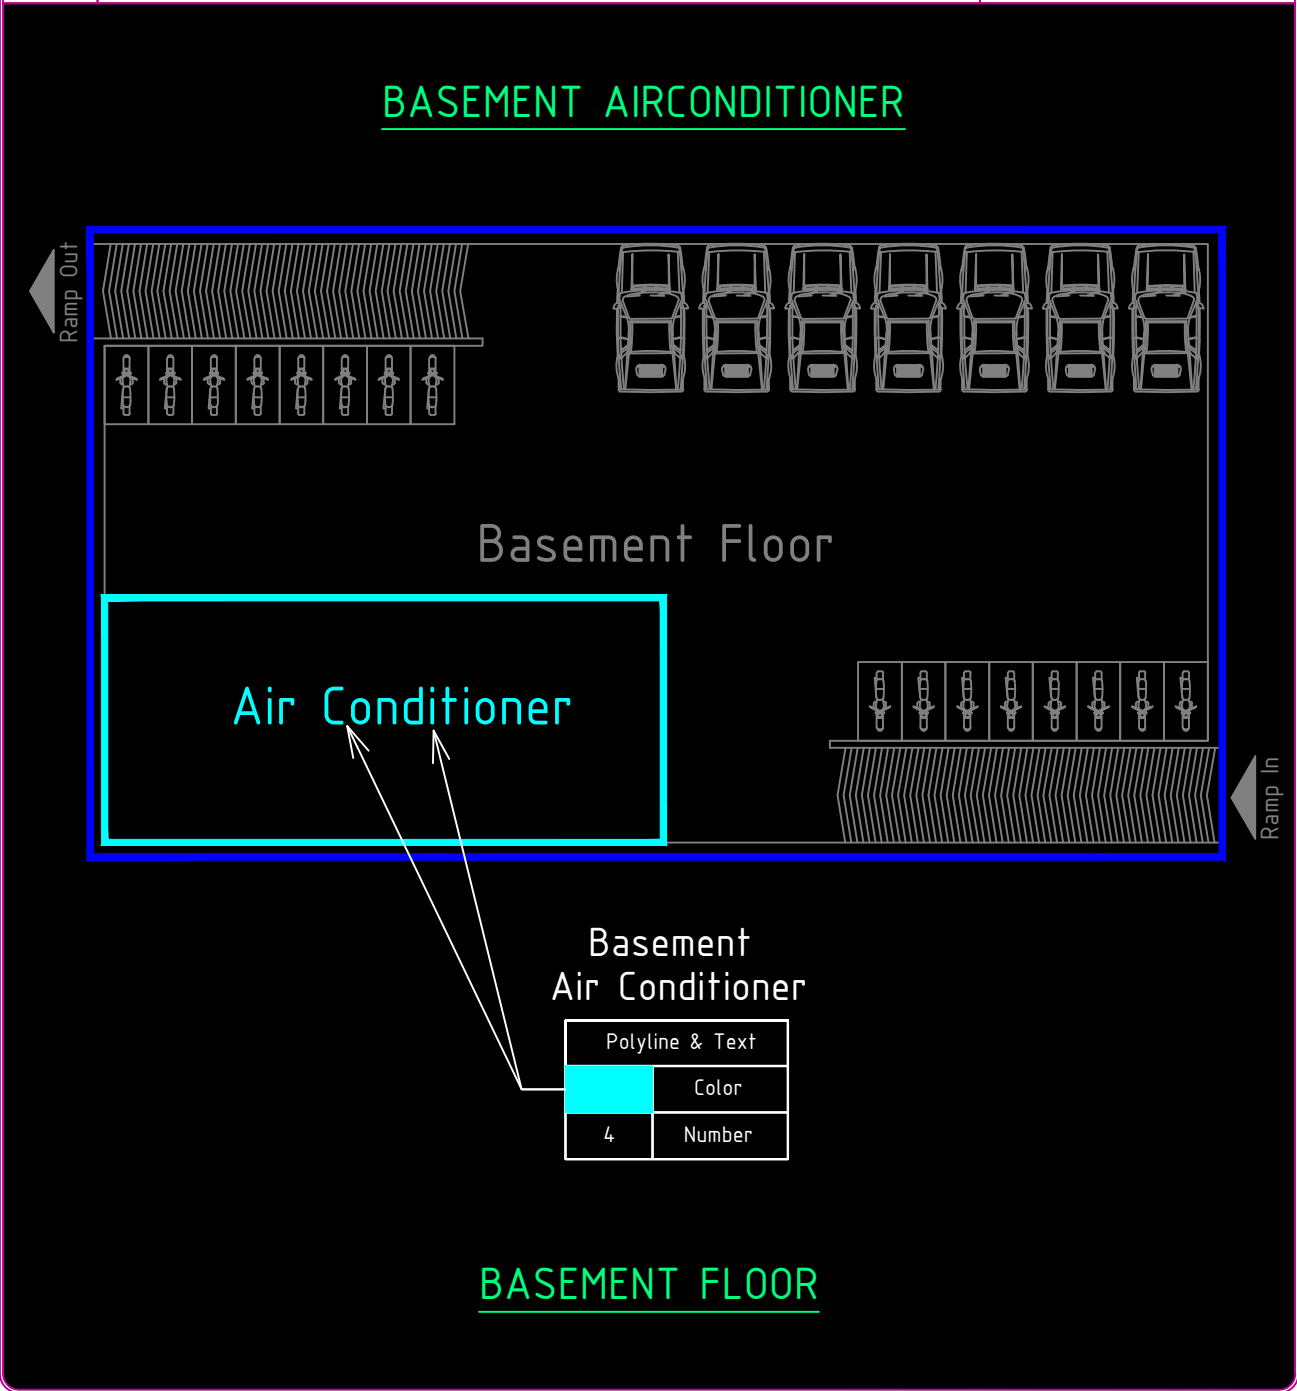 BASEMENT AIRCONDITIONER
Ramp Out
Basement Floor
Air Conditioner
Ramp In
Basement
Air Conditioner
Polyline & Text
Color
4 Number
BASEMENT FLOOR